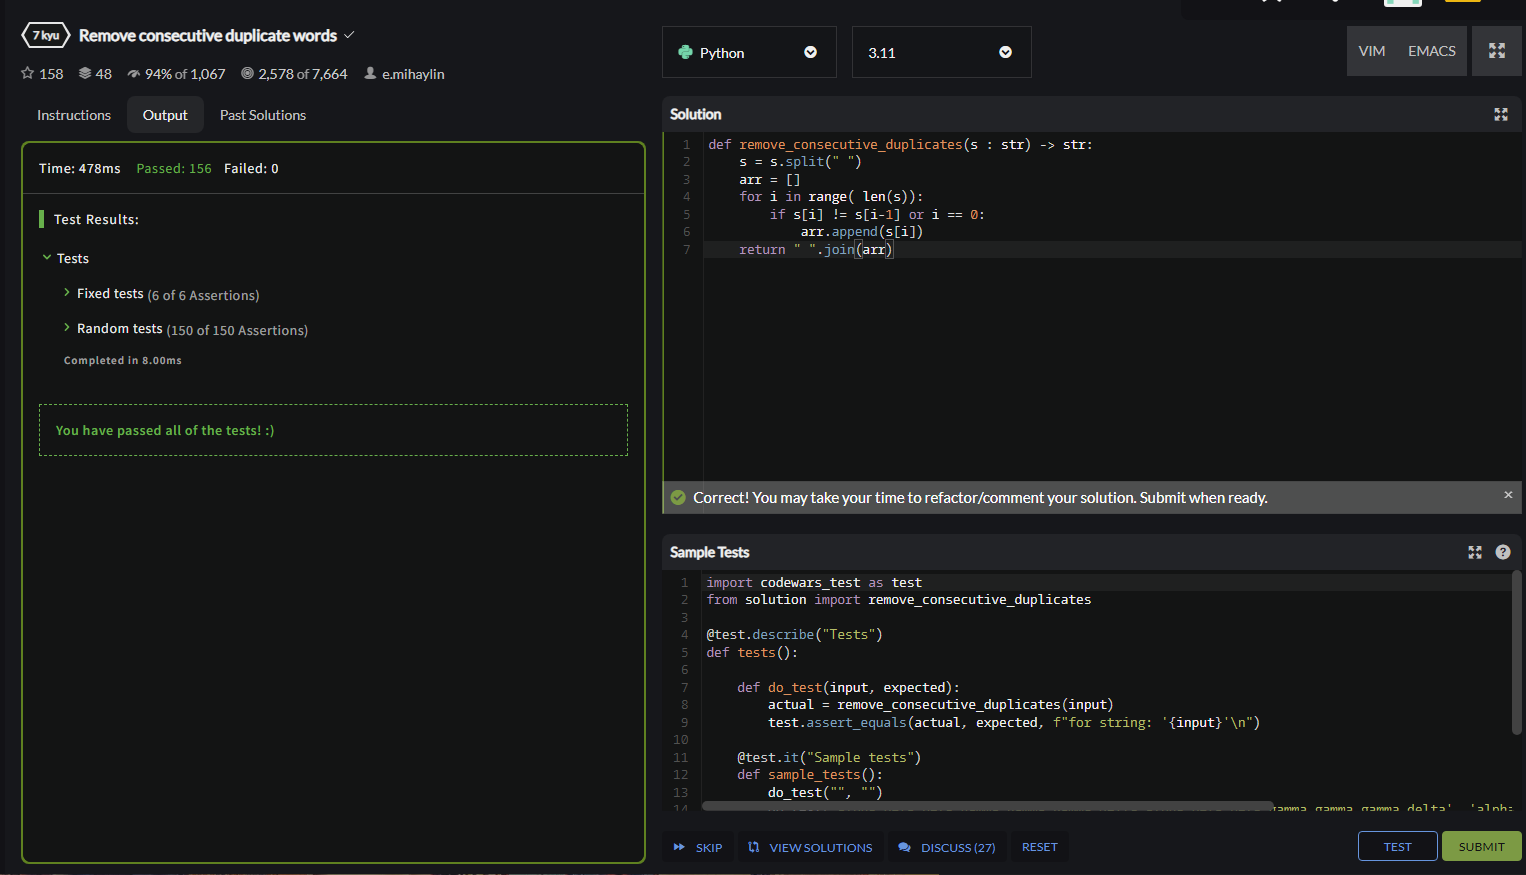 7 kyu Remove consecutive duplicate words
158 48 94% of 1,067 2,578 of 7,664 e.mihaylin
Instructions Output Past Solutions
Time: 478ms Passed: 156 Failed: 0
Test Results:
Tests
Fixed tests (6 of 6 Assertions)
Random tests (150 of 150 Assertions)
Completed in 8.00ms
You have passed all of the tests! :)
Python 3.11 VIM EMACS
Solution
1 def remove_consecutive_duplicates(s : str) -> str:
2     s = s.split(" ")
3     arr = []
4     for i in range( len(s)):
5         if s[i] != s[i-1] or i == 0:
6             arr.append(s[i])
7     return " ".join(arr)
Correct! You may take your time to refactor/comment your solution. Submit when ready. ×
Sample Tests ?
1 import codewars_test as test
2 from solution import remove_consecutive_duplicates
3
4 @test.describe("Tests")
5 def tests():
6
7     def do_test(input, expected):
8         actual = remove_consecutive_duplicates(input)
9         test.assert_equals(actual, expected, f"for string: '{input}'\n")
10
11     @test.it("Sample tests")
12     def sample_tests():
13         do_test("", "")
14 gamma gamma gamma delta', 'alpha
SKIP VIEW SOLUTIONS DISCUSS (27) RESET TEST SUBMIT